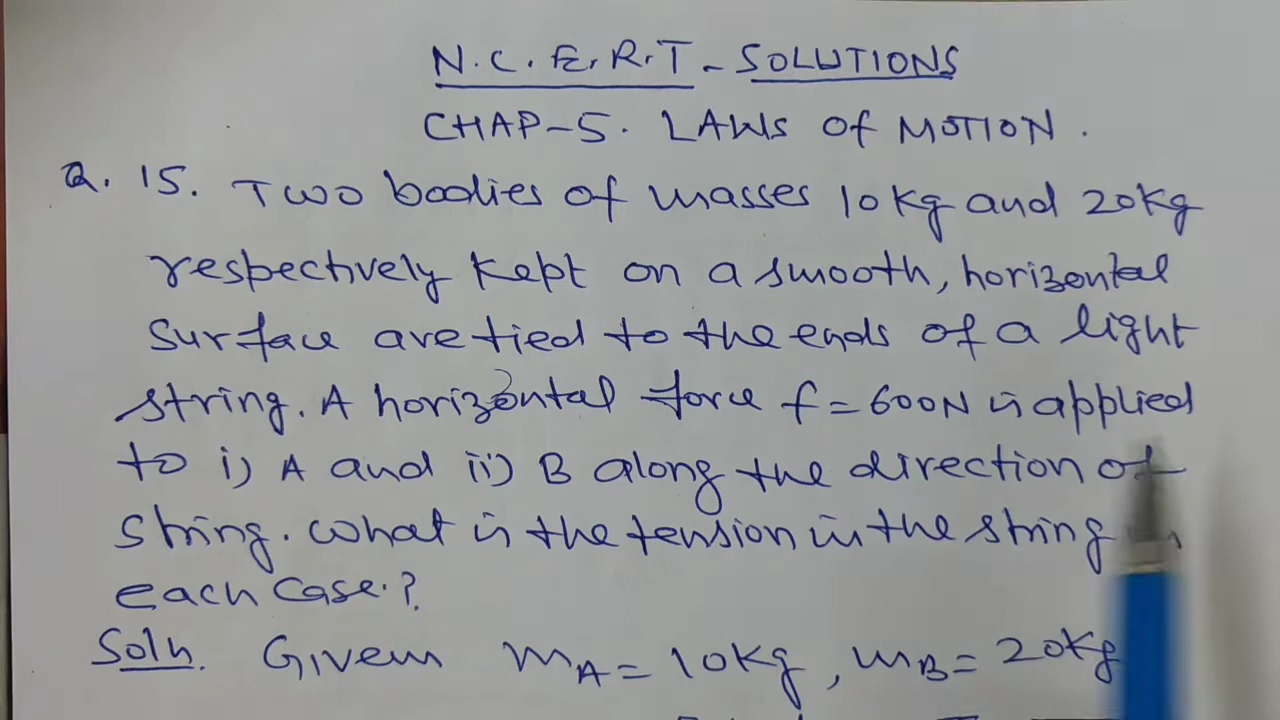 N.C.E.R.T - SOLUTIONS
CHAP-5. LAWS OF MOTION.
Q. 15. Two bodies of masses 10kg and 20kg
respectively kept on a smooth, horizontal
surface are tied to the ends of a light
string. A horizontal force f = 600N is applied
to i) A and ii) B along the direction of
string. what is the tension in the string
each case.?
Soln. Given mA = 10kg, mB = 20kg